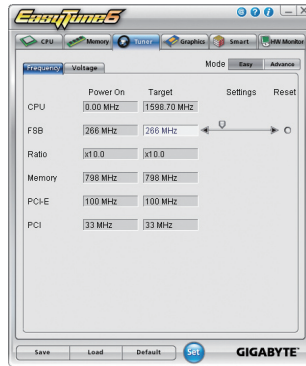 EasyTune6
CPU Memory Tuner Graphics Smart HW Monitor
Frequency Voltage Mode Easy Advance
Power On Target Settings Reset
CPU 0.00 MHz 1598.70 MHz
FSB 266 MHz 266 MHz
Ratio x10.0 x10.0
Memory 798 MHz 798 MHz
PCI-E 100 MHz 100 MHz
PCI 33 MHz 33 MHz
Save Load Default Set GIGABYTE